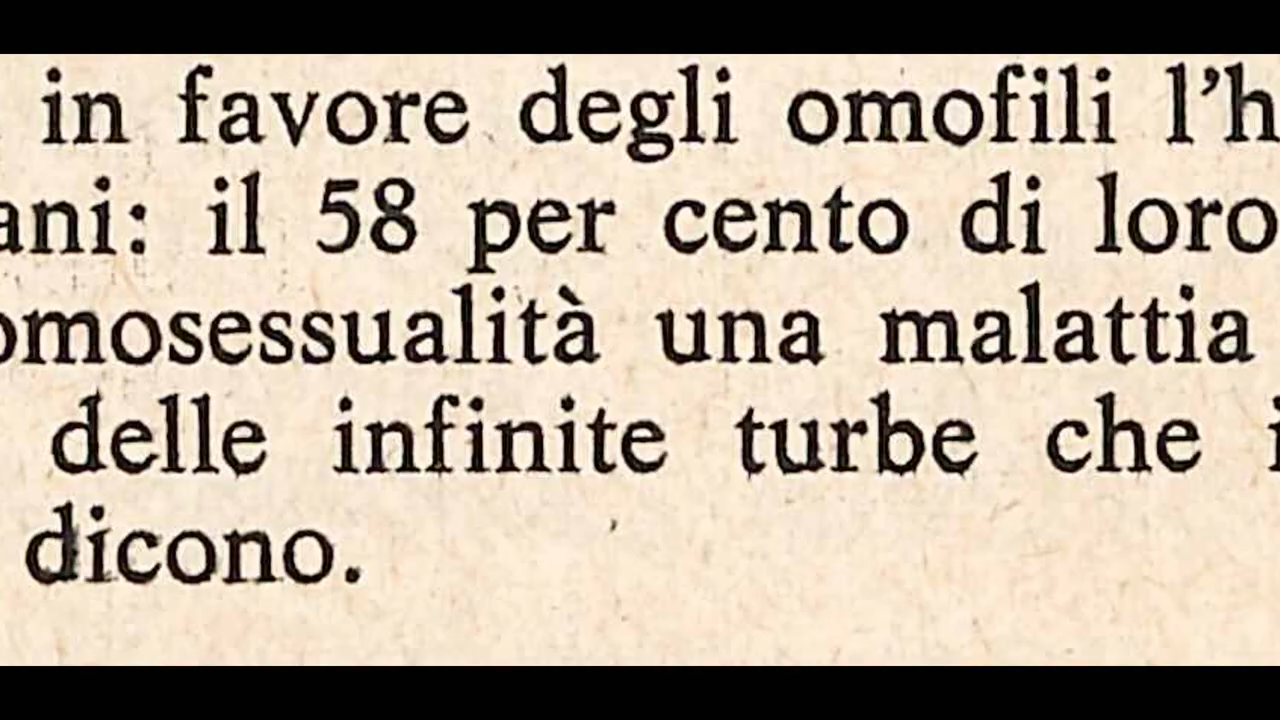 in favore degli omofili l'h
ani: il 58 per cento di loro
omosessualità una malattia
delle infinite turbe che i
dicono.